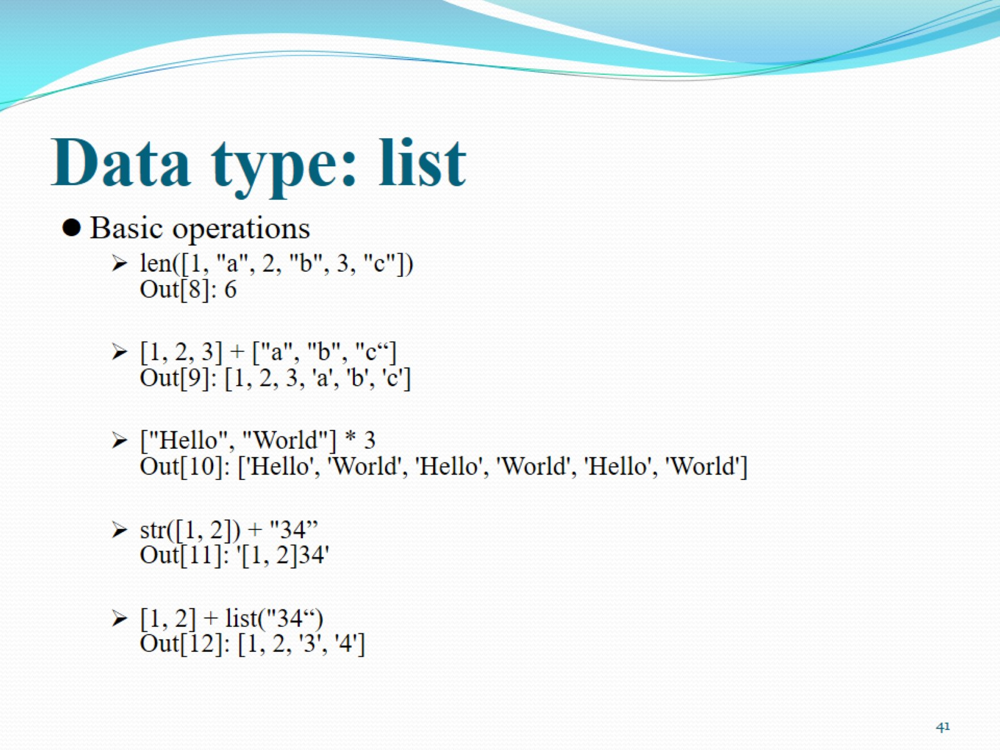 Data type: list
● Basic operations
➢ len([1, "a", 2, "b", 3, "c"])
Out[8]: 6
➢ [1, 2, 3] + ["a", "b", "c“]
Out[9]: [1, 2, 3, 'a', 'b', 'c']
➢ ["Hello", "World"] * 3
Out[10]: ['Hello', 'World', 'Hello', 'World', 'Hello', 'World']
➢ str([1, 2]) + "34”
Out[11]: '[1, 2]34'
➢ [1, 2] + list("34“)
Out[12]: [1, 2, '3', '4']
41